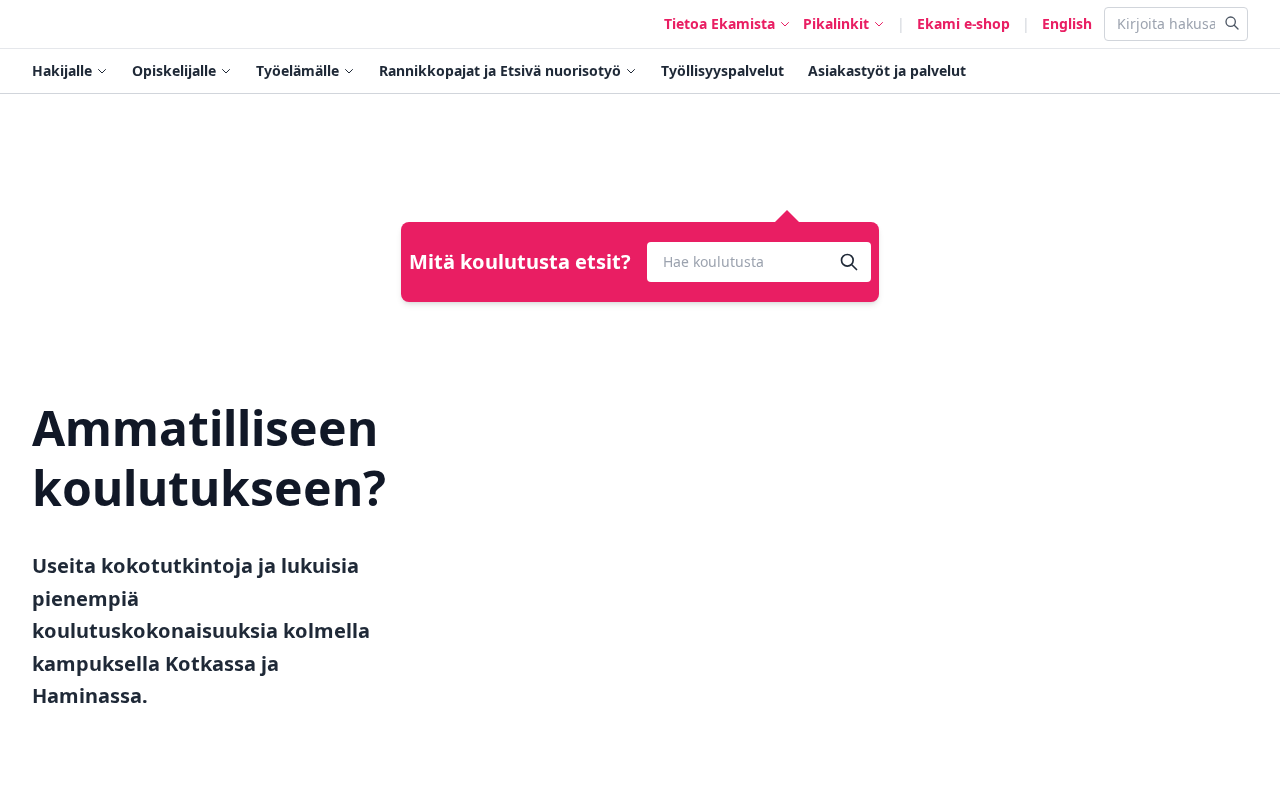 Tietoa Ekamista Pikalinkit | Ekami e-shop | English Kirjoita hakusa
Hakijalle Opiskelijalle Työelämälle Rannikkopajat ja Etsivä nuorisotyö Työllisyyspalvelut Asiakastyöt ja palvelut
Mitä koulutusta etsit? Hae koulutusta
Ammatilliseen
koulutukseen?
Useita kokotutkintoja ja lukuisia
pienempiä
koulutuskokonaisuuksia kolmella
kampuksella Kotkassa ja
Haminassa.